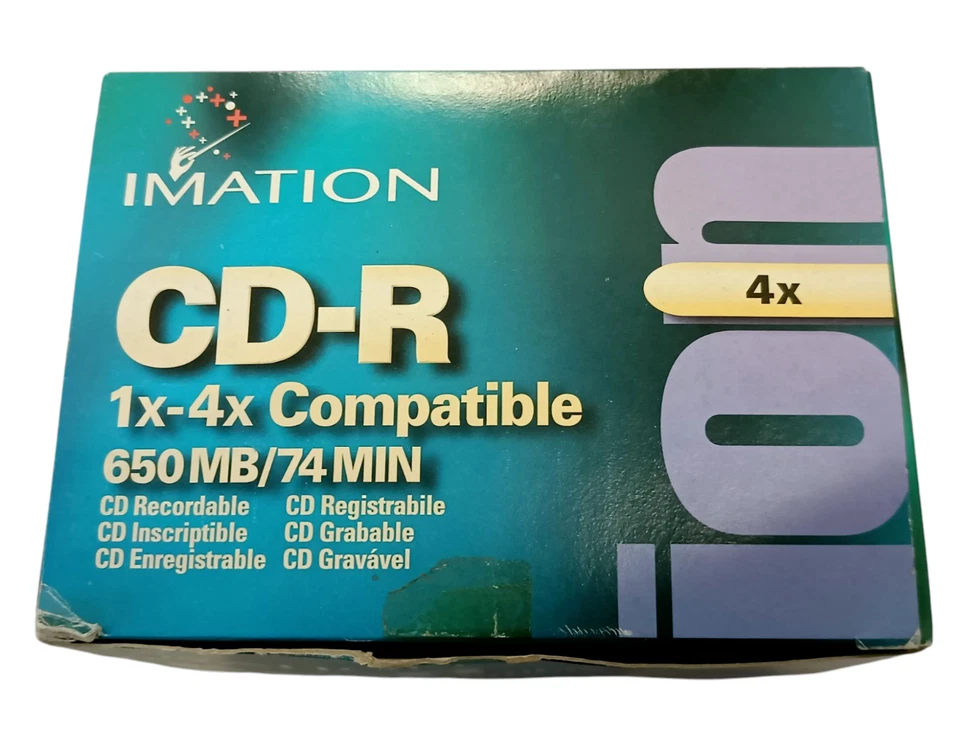 IMATION
CD-R
1x-4x Compatible
650 MB/74 MIN
CD Recordable CD Registrabile
CD Inscriptible CD Grabable
CD Enregistrable CD Gravável
4x
ion